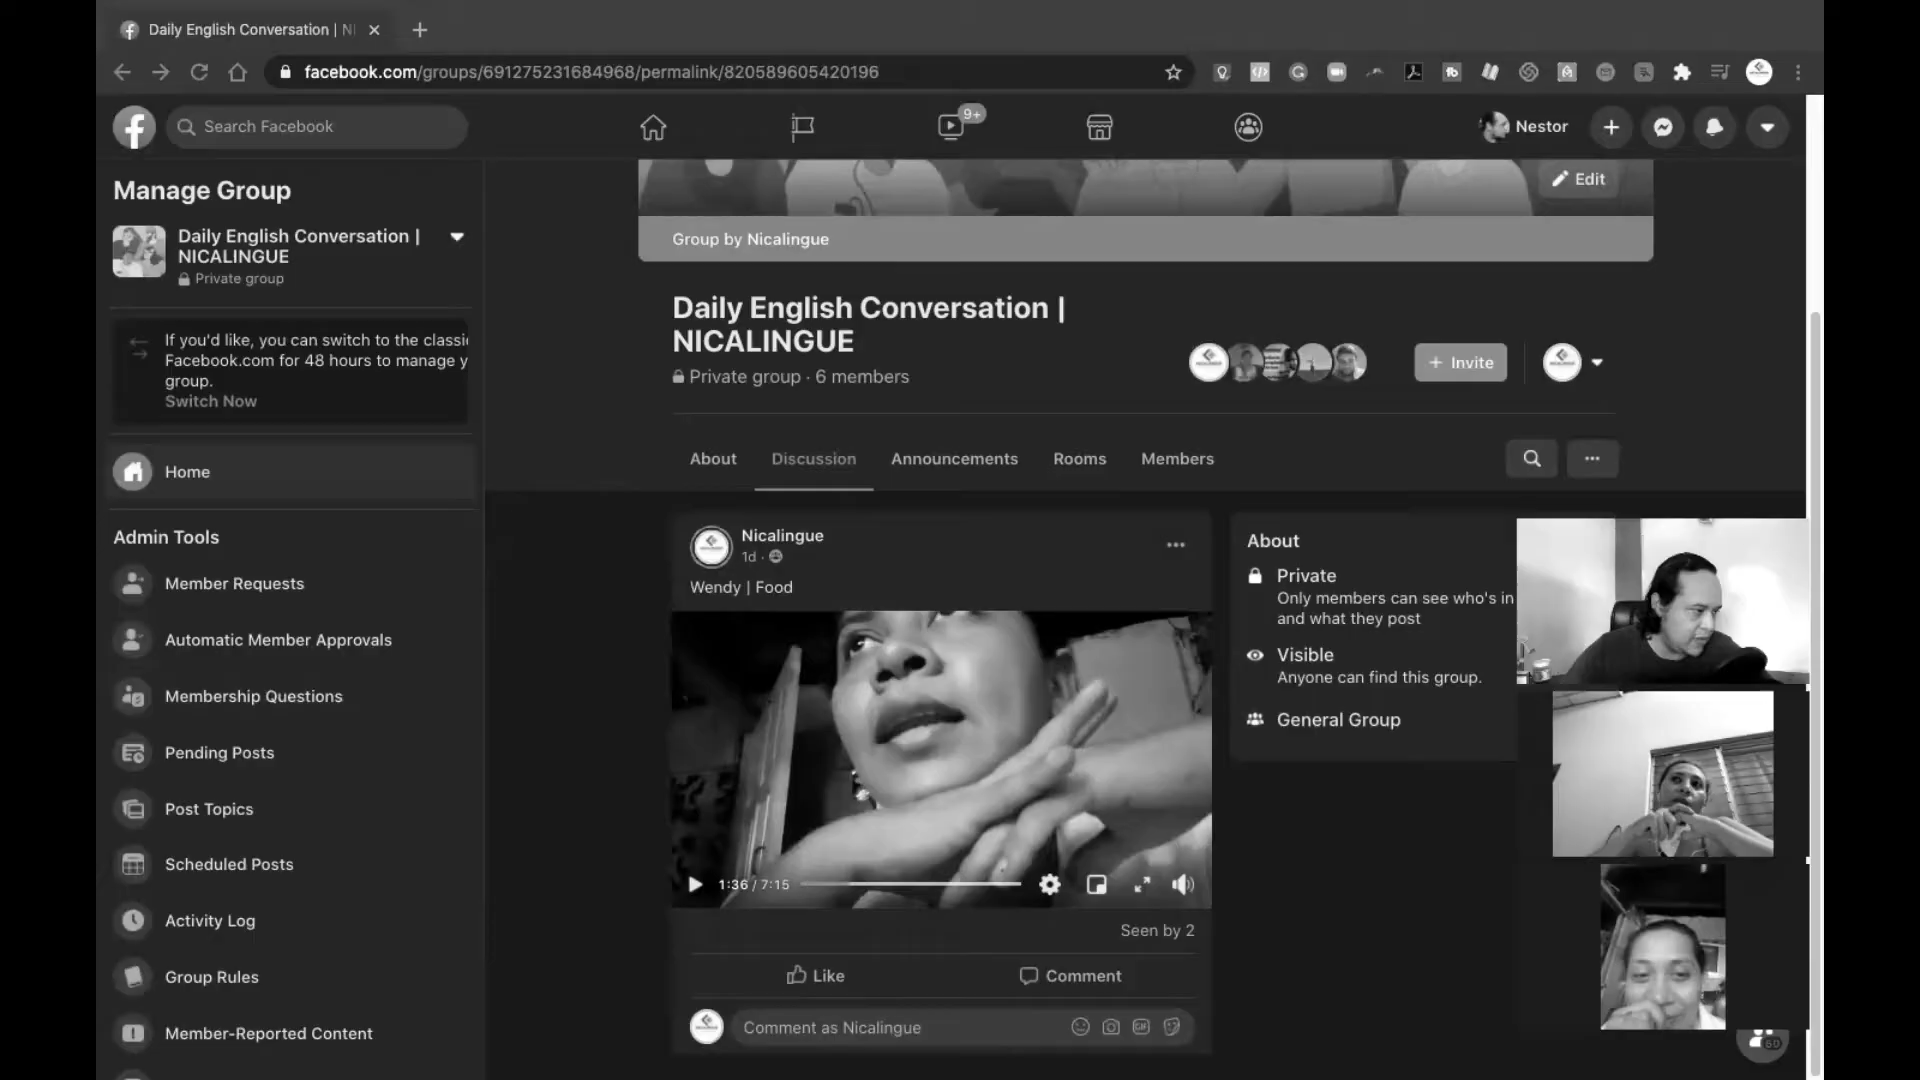 Daily English Conversation | NI
facebook.com/groups/691275231684968/permalink/820589605420196
Search Facebook
9+
Nestor
Manage Group
Daily English Conversation |
NICALINGUE
Private group
If you'd like, you can switch to the classi
Facebook.com for 48 hours to manage y
group.
Switch Now
Home
Admin Tools
Member Requests
Automatic Member Approvals
Membership Questions
Pending Posts
Post Topics
Scheduled Posts
Activity Log
Group Rules
Member-Reported Content
Edit
Group by Nicalingue
Daily English Conversation |
NICALINGUE
Private group · 6 members
+ Invite
About
Discussion
Announcements
Rooms
Members
Nicalingue
1d ·
Wendy | Food
1:36 / 7:15
Seen by 2
Like
Comment
Comment as Nicalingue
GIF
About
Private
Only members can see who's in
and what they post
Visible
Anyone can find this group.
General Group